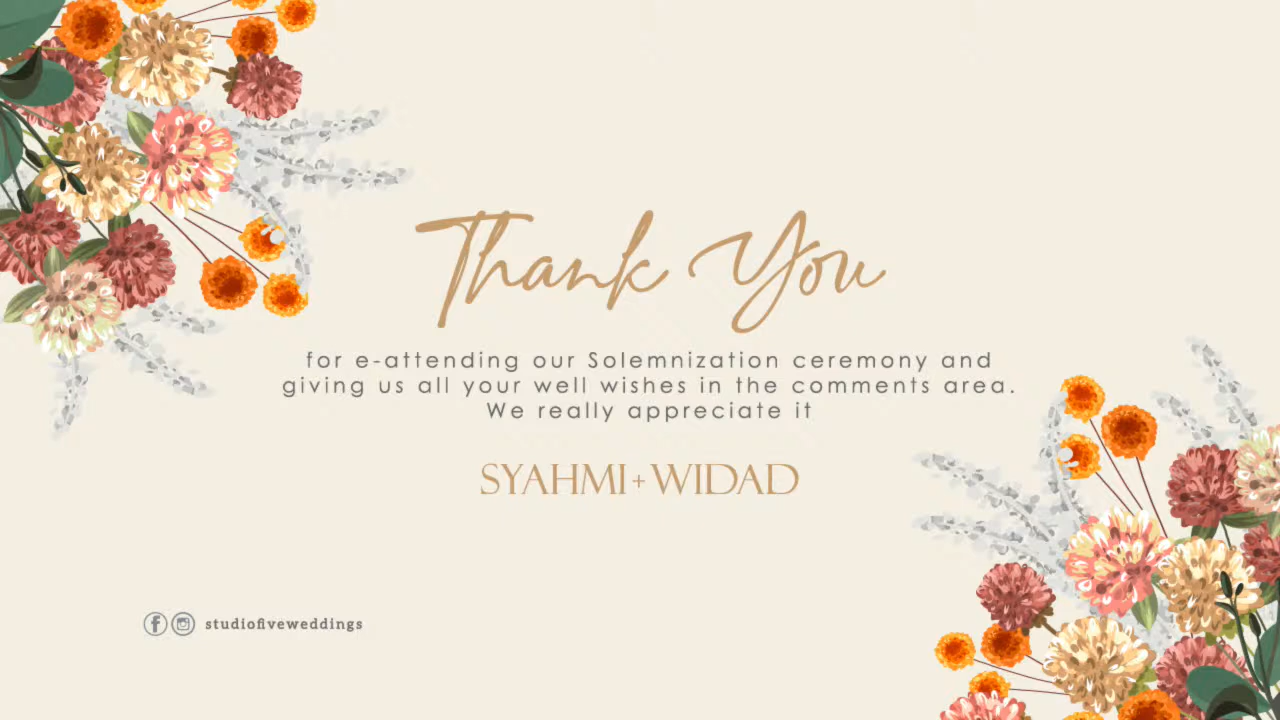 Thank You
for e-attending our Solemnization ceremony and
giving us all your well wishes in the comments area.
We really appreciate it
SYAHMI + WIDAD
studiofiveweddings